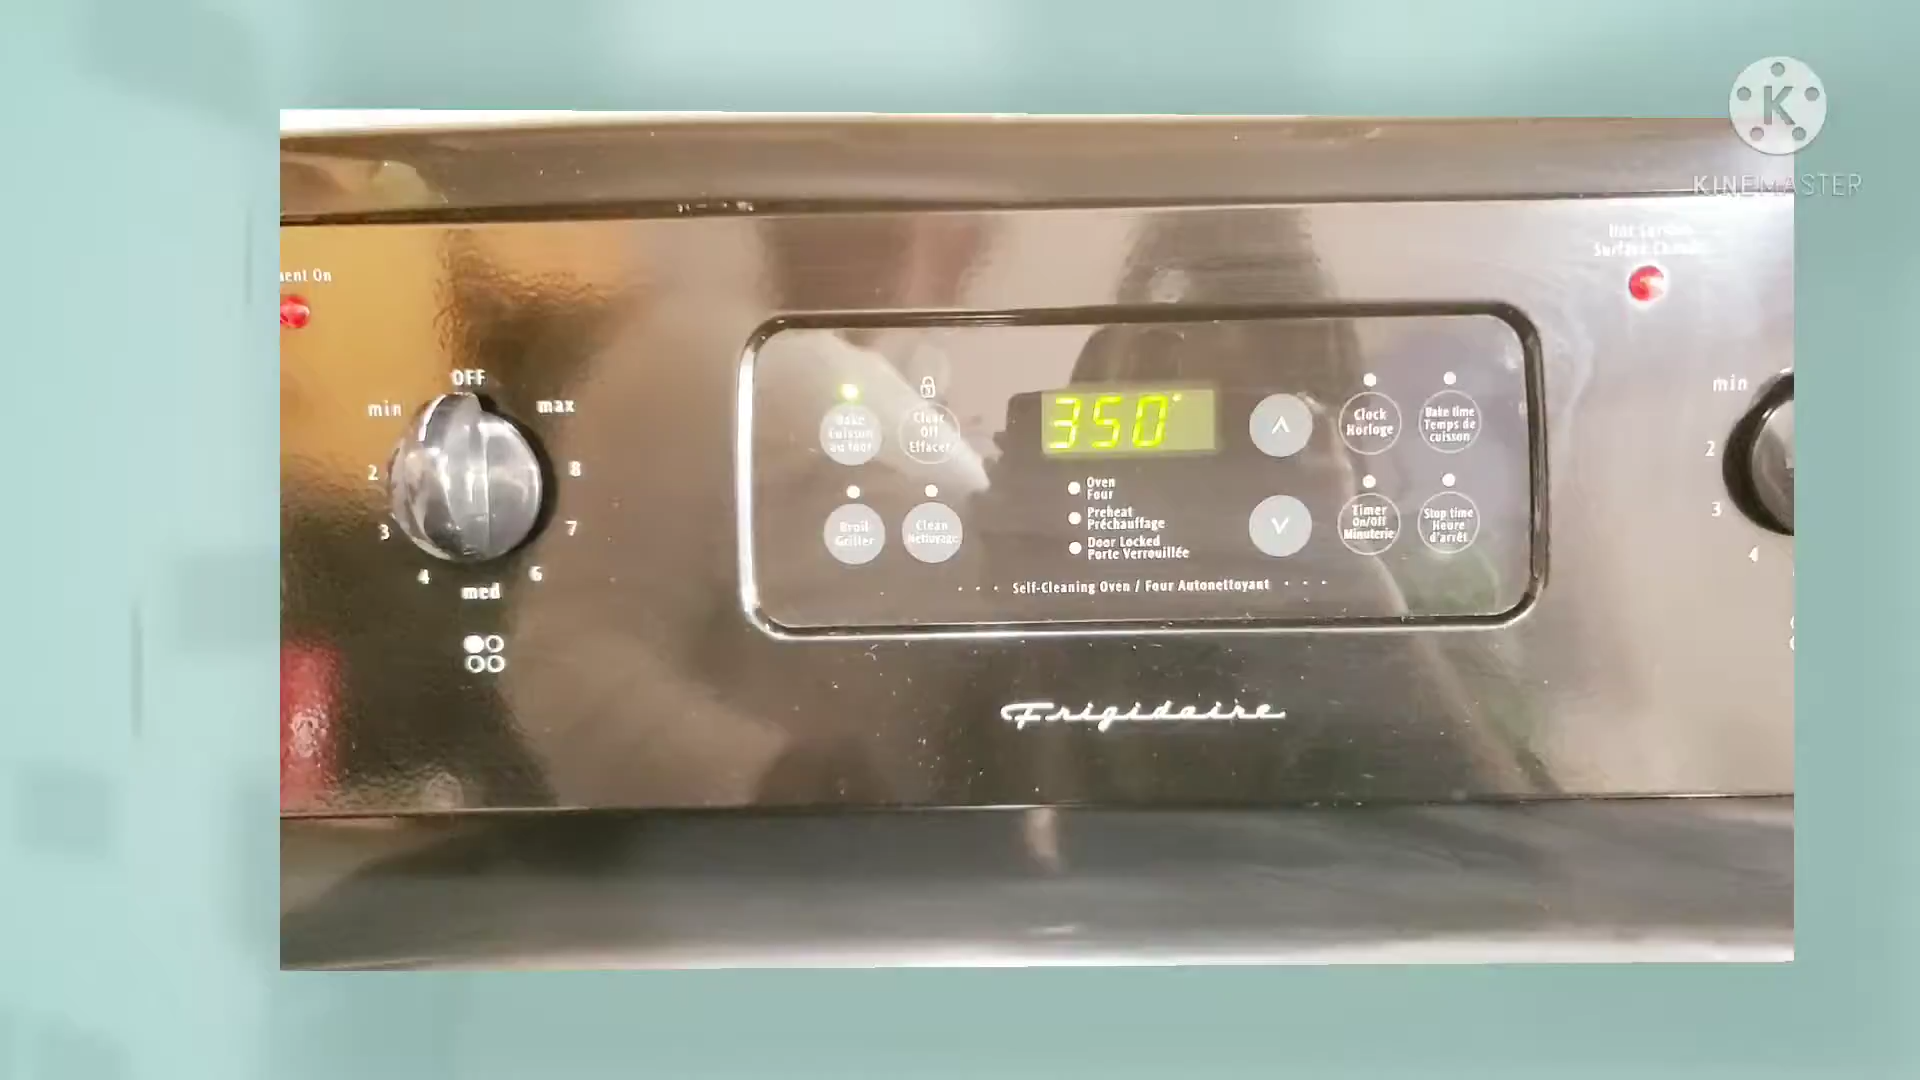 KINEMASTER
Hot Surface
Surface Chaude
ment On
OFF
min
max
2
8
3
7
4
6
med
Bake
Cuisson
au four
Clear
Off
Effacer
350°
Clock
Horloge
Bake time
Temps de
cuisson
Oven
Four
Preheat
Préchauffage
Door Locked
Porte Verrouillée
Broil
Griller
Clean
Nettoyage
Timer
On/Off
Minuterie
Stop time
Heure
d'arrêt
Self-Cleaning Oven / Four Autonettoyant
Frigidaire
min
2
3
4